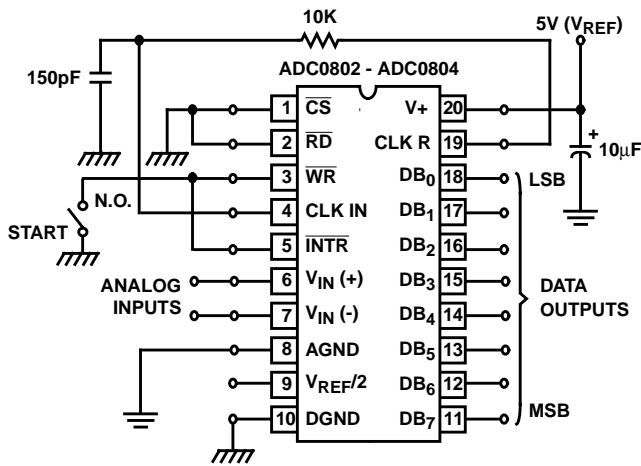 10K
5V (VREF)
150pF
ADC0802 - ADC0804
1 CS V+ 20
2 RD CLK R 19
10μF
+
3 WR DB0 18 LSB
N.O.
START
4 CLK IN DB1 17
5 INTR DB2 16
ANALOG INPUTS
6 VIN (+) DB3 15
7 VIN (-) DB4 14
DATA OUTPUTS
8 AGND DB5 13
9 VREF/2 DB6 12
10 DGND DB7 11 MSB